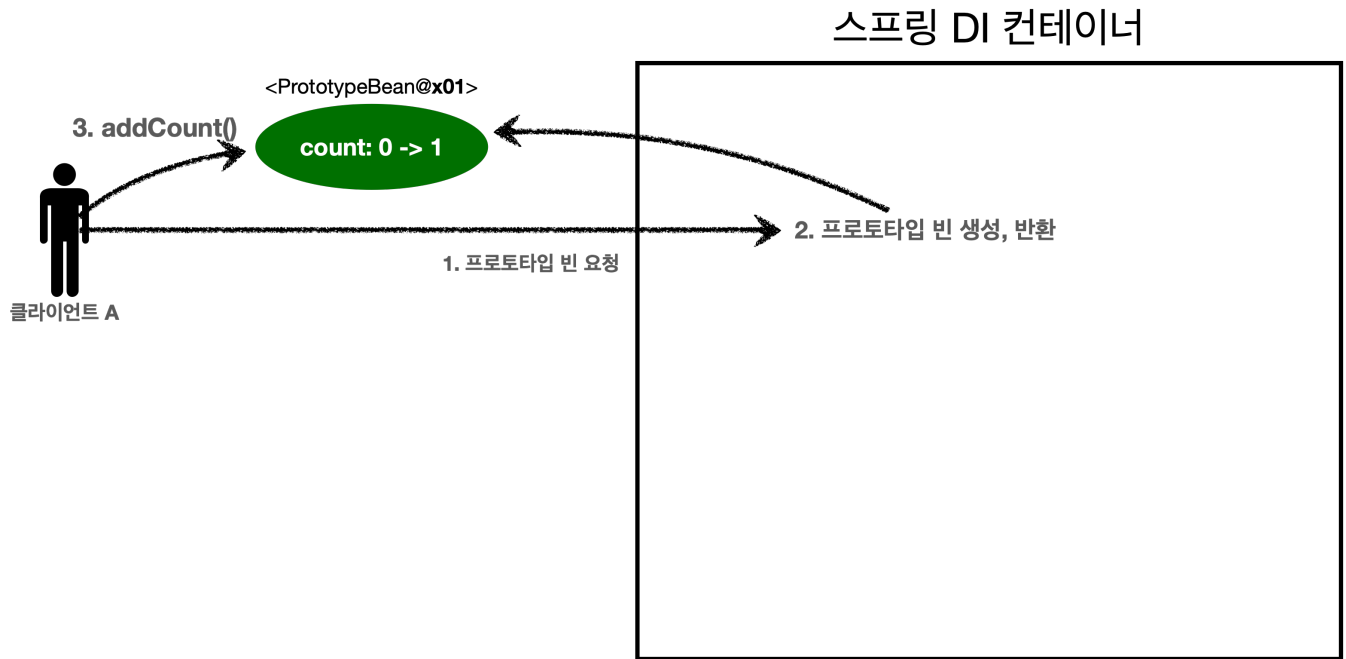 스프링 DI 컨테이너
<PrototypeBean@x01>
3. addCount()
count: 0 -> 1
2. 프로토타입 빈 생성, 반환
1. 프로토타입 빈 요청
클라이언트 A